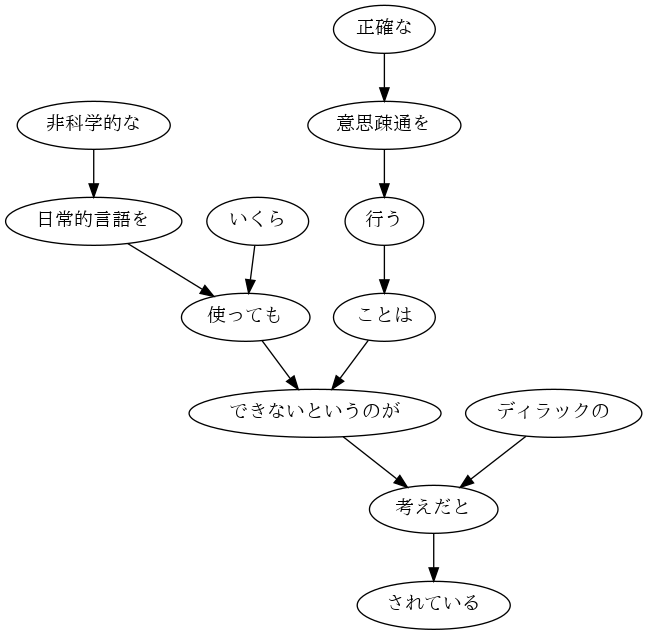 正確な
非科学的な
意思疎通を
日常的言語を
いくら
行う
使っても
ことは
できないというのが
ディラックの
考えだと
されている